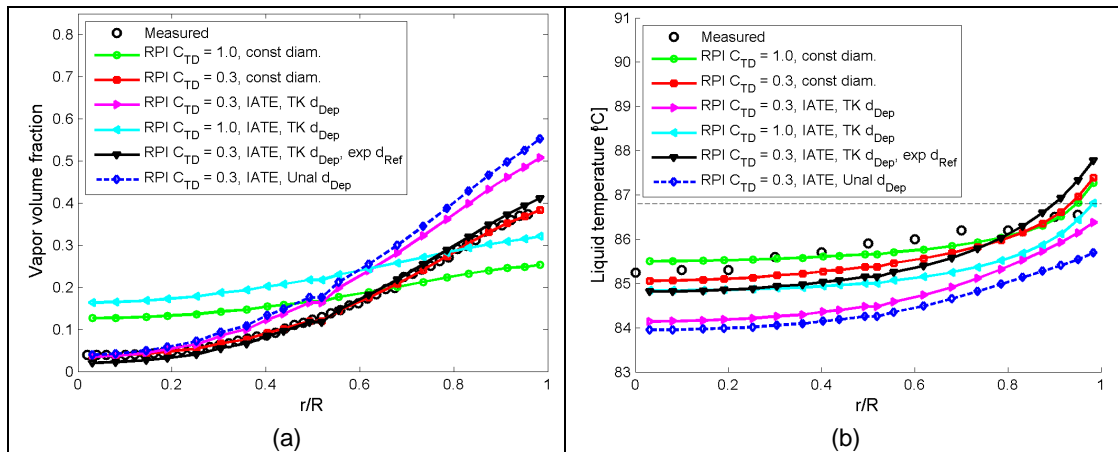 0.8
0.7
0.6
0.5
0.4
0.3
0.2
0.1
0
Vapor volume fraction
Measured
RPI C_TD = 1.0, const diam.
RPI C_TD = 0.3, const diam.
RPI C_TD = 0.3, IATE, TK d_Dep
RPI C_TD = 1.0, IATE, TK d_Dep
RPI C_TD = 0.3, IATE, TK d_Dep, exp d_Ref
RPI C_TD = 0.3, IATE, Unal d_Dep
0 0.2 0.4 0.6 0.8 1
r/R
(a)
91
90
89
88
87
86
85
84
83
Liquid temperature [°C]
Measured
RPI C_TD = 1.0, const diam.
RPI C_TD = 0.3, const diam.
RPI C_TD = 0.3, IATE, TK d_Dep
RPI C_TD = 1.0, IATE, TK d_Dep
RPI C_TD = 0.3, IATE, TK d_Dep, exp d_Ref
RPI C_TD = 0.3, IATE, Unal d_Dep
0 0.2 0.4 0.6 0.8 1
r/R
(b)